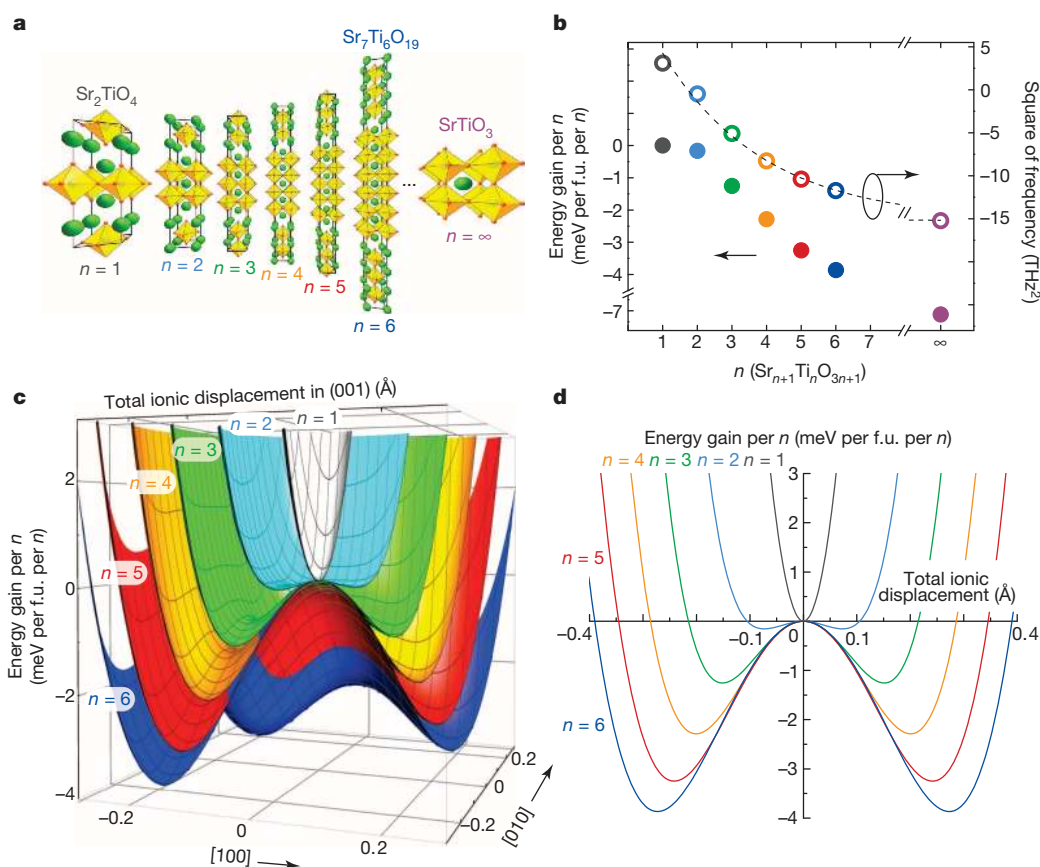 a
Sr₇Ti₆O₁₉
Sr₂TiO₄
SrTiO₃
...
n = ∞
n = 1
n = 2
n = 3
n = 4
n = 5
n = 6
b
Energy gain per n
(meV per f.u. per n)
0
−1
−2
−3
−4
−7
5
0
−5
−10
−15
Square of frequency (THz²)
1 2 3 4 5 6 7 ∞
n (Srₙ₊₁TiₙO₃ₙ₊₁)
c
Total ionic displacement in (001) (Å)
n = 1
n = 2
n = 3
n = 4
n = 5
n = 6
Energy gain per n
(meV per f.u. per n)
2
0
−2
−4
−0.2
0
0.2
[100]
−0.2
0
0.2
[010]
d
Energy gain per n (meV per f.u. per n)
n = 4 n = 3 n = 2 n = 1
n = 5
n = 6
3
2
1
Total ionic
displacement (Å)
−0.4 −0.1 0 0.1 0.4
−1
−2
−3
−4